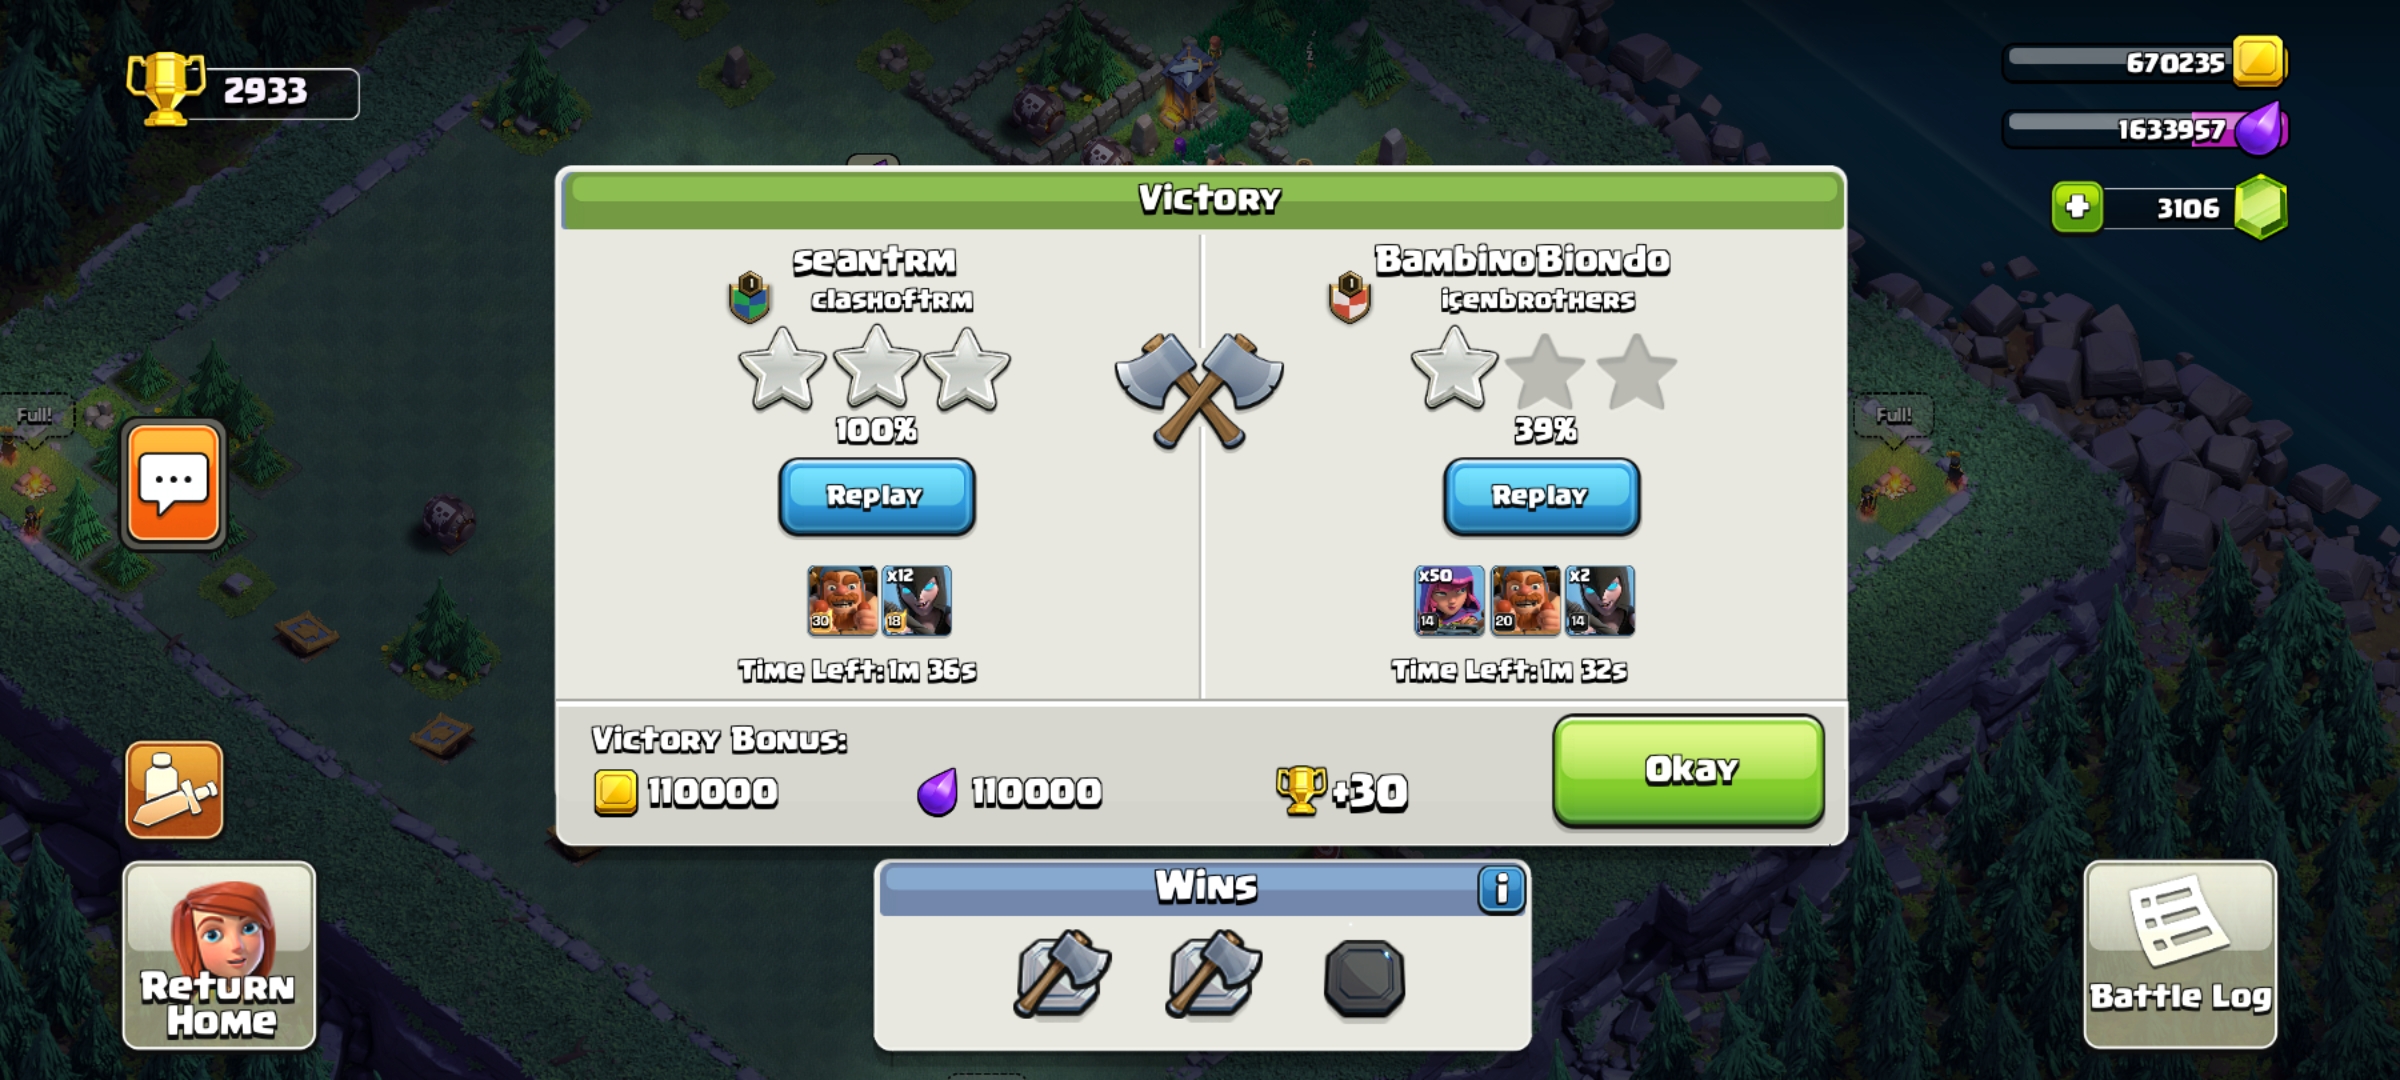 2933
670235
1633957
3106
Full!
Full!
Victory
seantrm
clashoftrm
100%
Replay
30
x12
18
Time Left: 1m 36s
BambinoBiondo
içenbrothers
39%
Replay
x50
14
20
x2
14
Time Left: 1m 32s
Victory Bonus:
110000
110000
+30
Okay
Wins
i
Return
Home
Battle Log